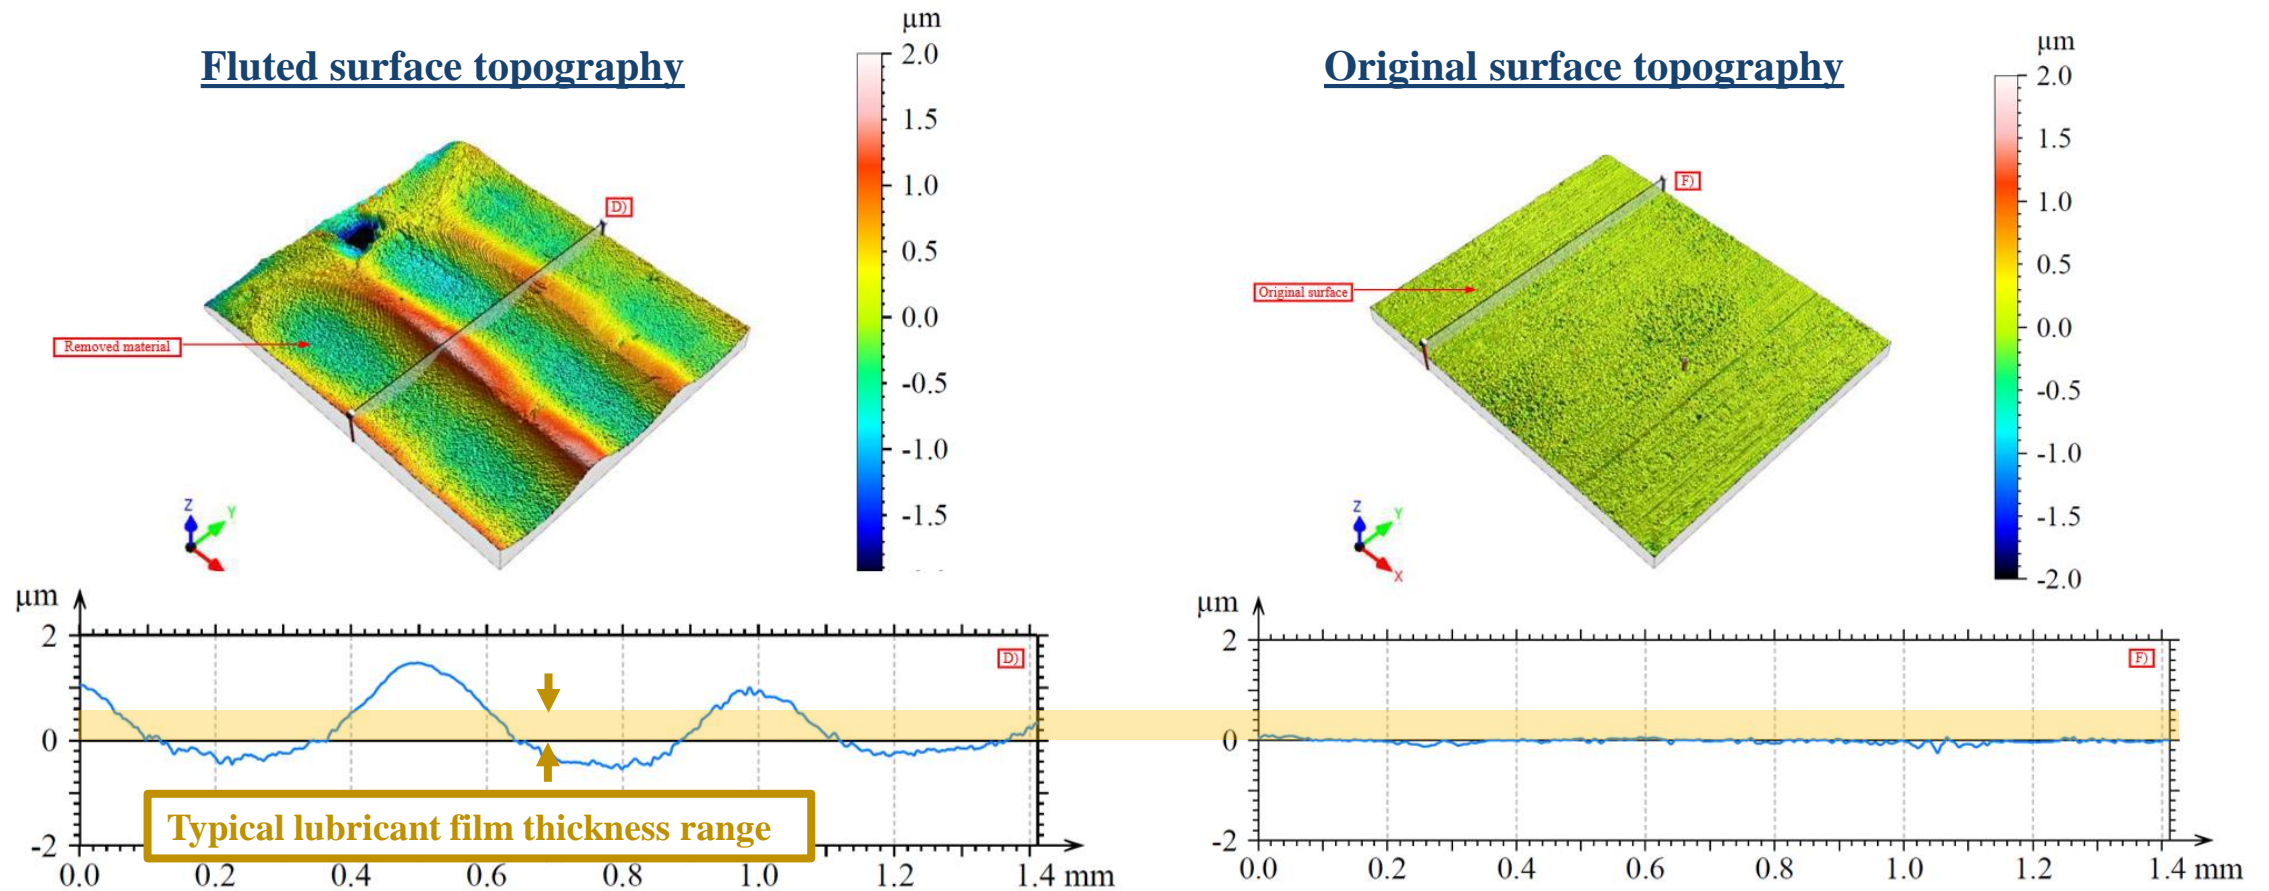 Fluted surface topography
µm
2.0
1.5
1.0
0.5
0.0
-0.5
-1.0
-1.5
D)
Removed material
Z
Y
Original surface topography
µm
2.0
1.5
1.0
0.5
0.0
-0.5
-1.0
-1.5
-2.0
F)
Original surface
Z
Y
X
µm
2
0
-2
D)
Typical lubricant film thickness range
0.0 0.2 0.4 0.6 0.8 1.0 1.2 1.4 mm
µm
2
0
-2
F)
0.0 0.2 0.4 0.6 0.8 1.0 1.2 1.4 mm